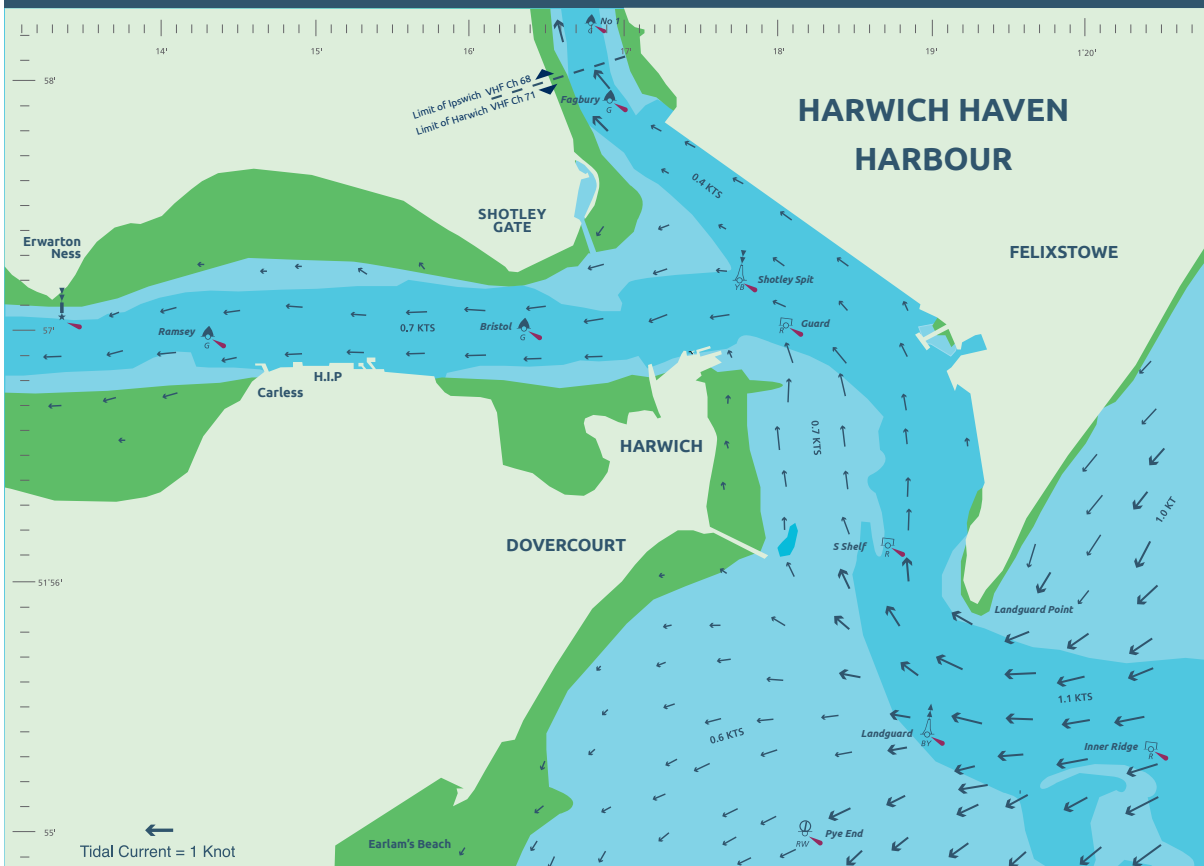 No 1
G
14'
15'
16'
17'
18'
19'
1'20'
58'
Limit of Ipswich VHF Ch 68
Limit of Harwich VHF Ch 71
Fagbury
G
HARWICH HAVEN
HARBOUR
0.4 KTS
SHOTLEY
GATE
Erwarton
Ness
FELIXSTOWE
Shotley Spit
YB
57'
Ramsey
G
0.7 KTS
Bristol
G
Guard
R
H.I.P
Carless
HARWICH
0.7 KTS
1.0 KT
DOVERCOURT
S Shelf
R
51'56'
Landguard Point
1.1 KTS
0.6 KTS
Landguard
BY
Inner Ridge
R
55'
Pye End
RW
Earlam's Beach
Tidal Current = 1 Knot